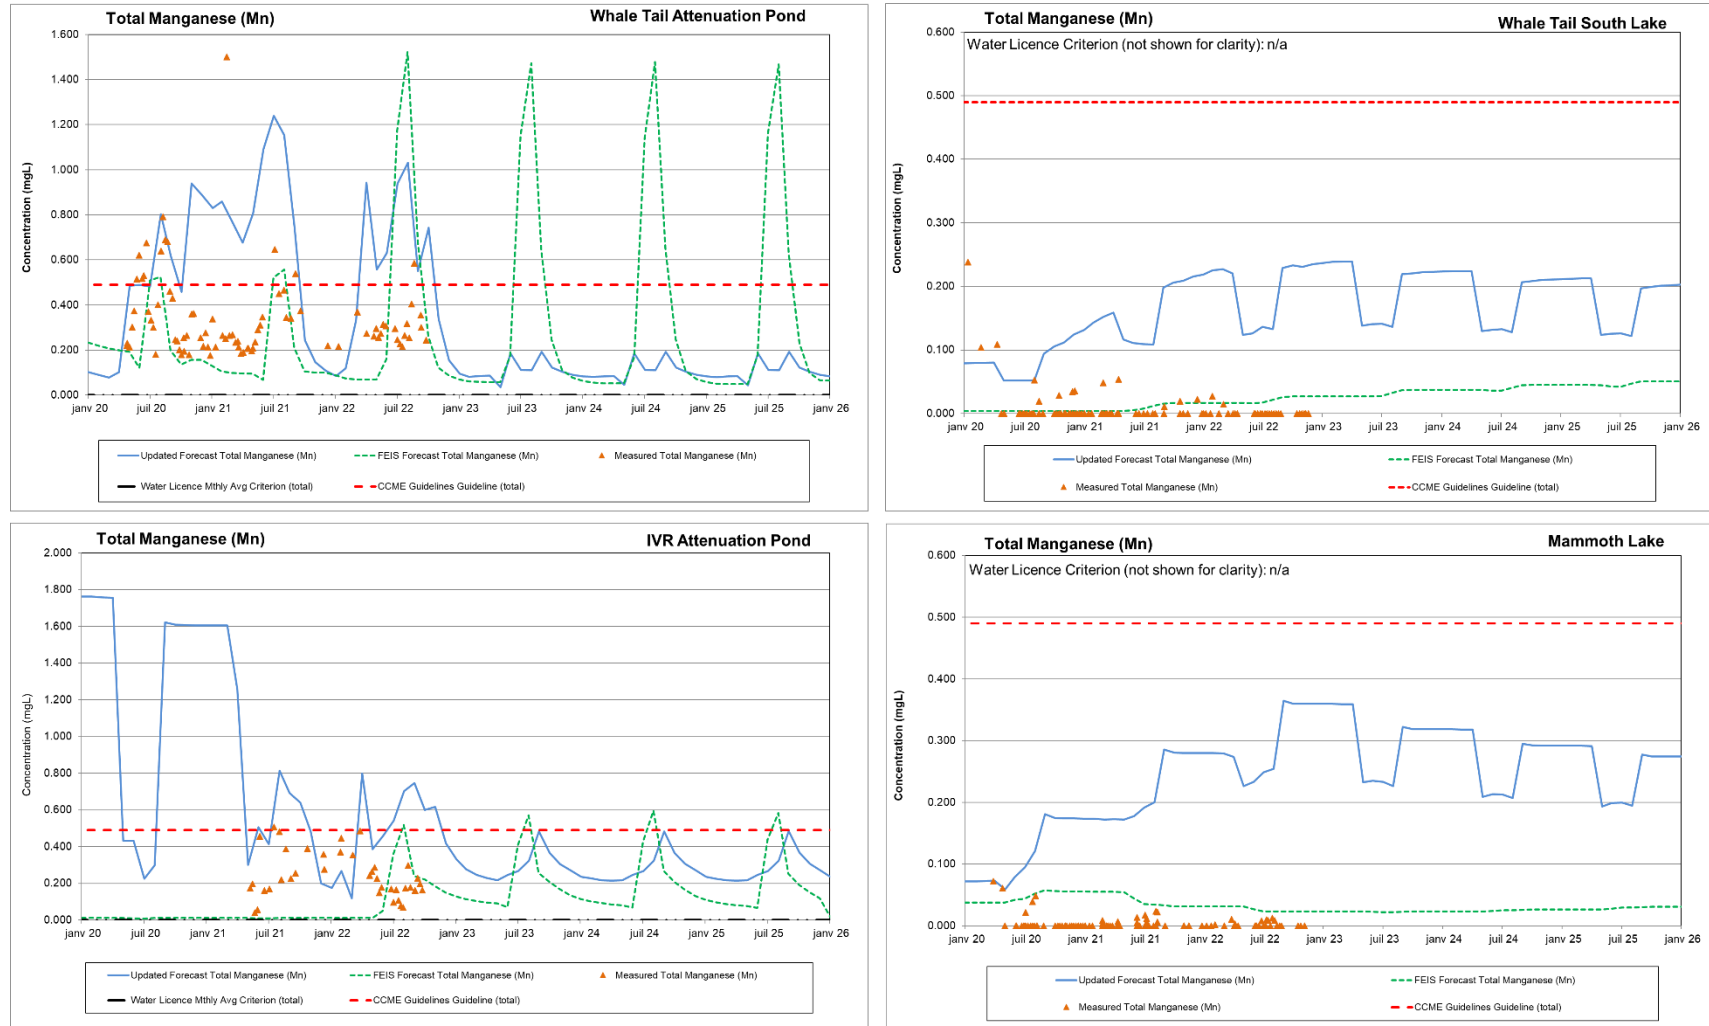 Total Manganese (Mn)
Whale Tail Attenuation Pond
Concentration (mgL)
1.600
1.400
1.200
1.000
0.800
0.600
0.400
0.200
0.000
janv 20 juil 20 janv 21 juil 21 janv 22 juil 22 janv 23 juil 23 janv 24 juil 24 janv 25 juil 25 janv 26
Updated Forecast Total Manganese (Mn) FEIS Forecast Total Manganese (Mn) Measured Total Manganese (Mn)
Water Licence Mthly Avg Criterion (total) CCME Guidelines Guideline (total)
Total Manganese (Mn)
Whale Tail South Lake
Water Licence Criterion (not shown for clarity): n/a
Concentration (mgL)
0.600
0.500
0.400
0.300
0.200
0.100
0.000
janv 20 juil 20 janv 21 juil 21 janv 22 juil 22 janv 23 juil 23 janv 24 juil 24 janv 25 juil 25 janv 26
Updated Forecast Total Manganese (Mn) FEIS Forecast Total Manganese (Mn)
Measured Total Manganese (Mn) CCME Guidelines Guideline (total)
Total Manganese (Mn)
IVR Attenuation Pond
Concentration (mgL)
2.000
1.800
1.600
1.400
1.200
1.000
0.800
0.600
0.400
0.200
0.000
janv 20 juil 20 janv 21 juil 21 janv 22 juil 22 janv 23 juil 23 janv 24 juil 24 janv 25 juil 25 janv 26
Updated Forecast Total Manganese (Mn) FEIS Forecast Total Manganese (Mn) Measured Total Manganese (Mn)
Water Licence Mthly Avg Criterion (total) CCME Guidelines Guideline (total)
Total Manganese (Mn)
Mammoth Lake
Water Licence Criterion (not shown for clarity): n/a
Concentration (mgL)
0.600
0.500
0.400
0.300
0.200
0.100
0.000
janv 20 juil 20 janv 21 juil 21 janv 22 juil 22 janv 23 juil 23 janv 24 juil 24 janv 25 juil 25 janv 26
Updated Forecast Total Manganese (Mn) FEIS Forecast Total Manganese (Mn)
Measured Total Manganese (Mn) CCME Guidelines Guideline (total)